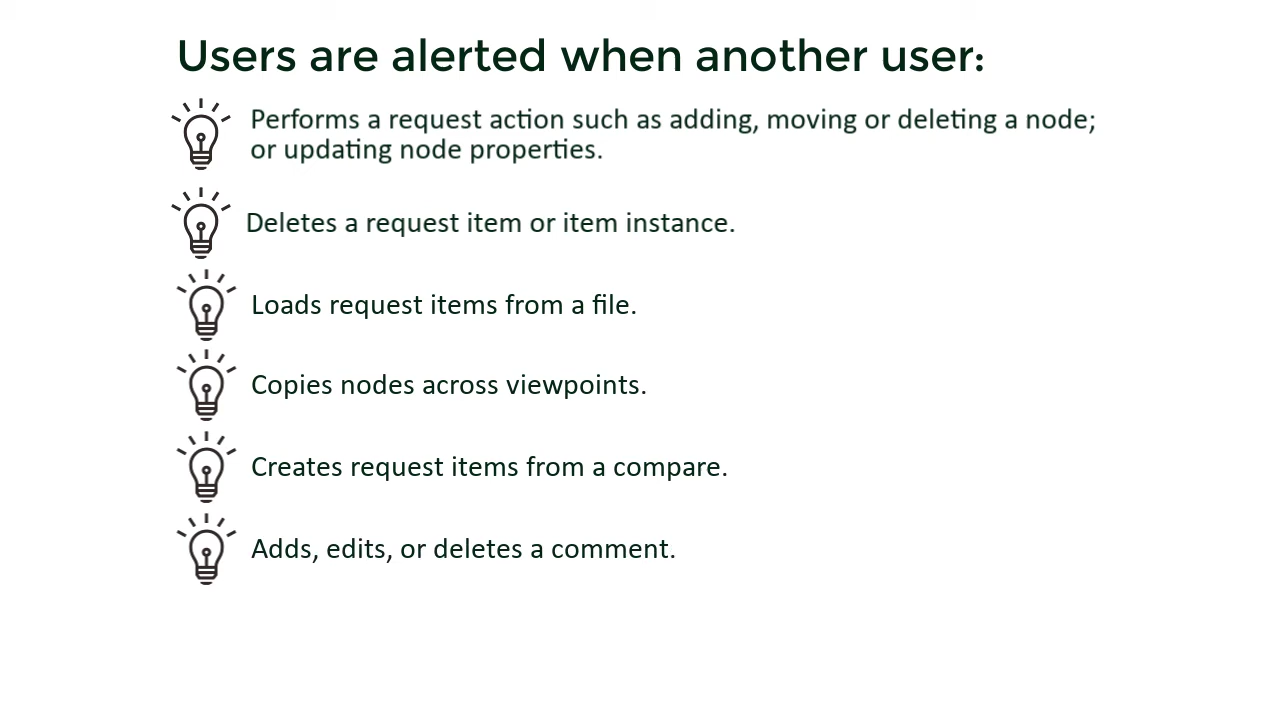 Users are alerted when another user:
Performs a request action such as adding, moving or deleting a node;
or updating node properties.
Deletes a request item or item instance.
Loads request items from a file.
Copies nodes across viewpoints.
Creates request items from a compare.
Adds, edits, or deletes a comment.